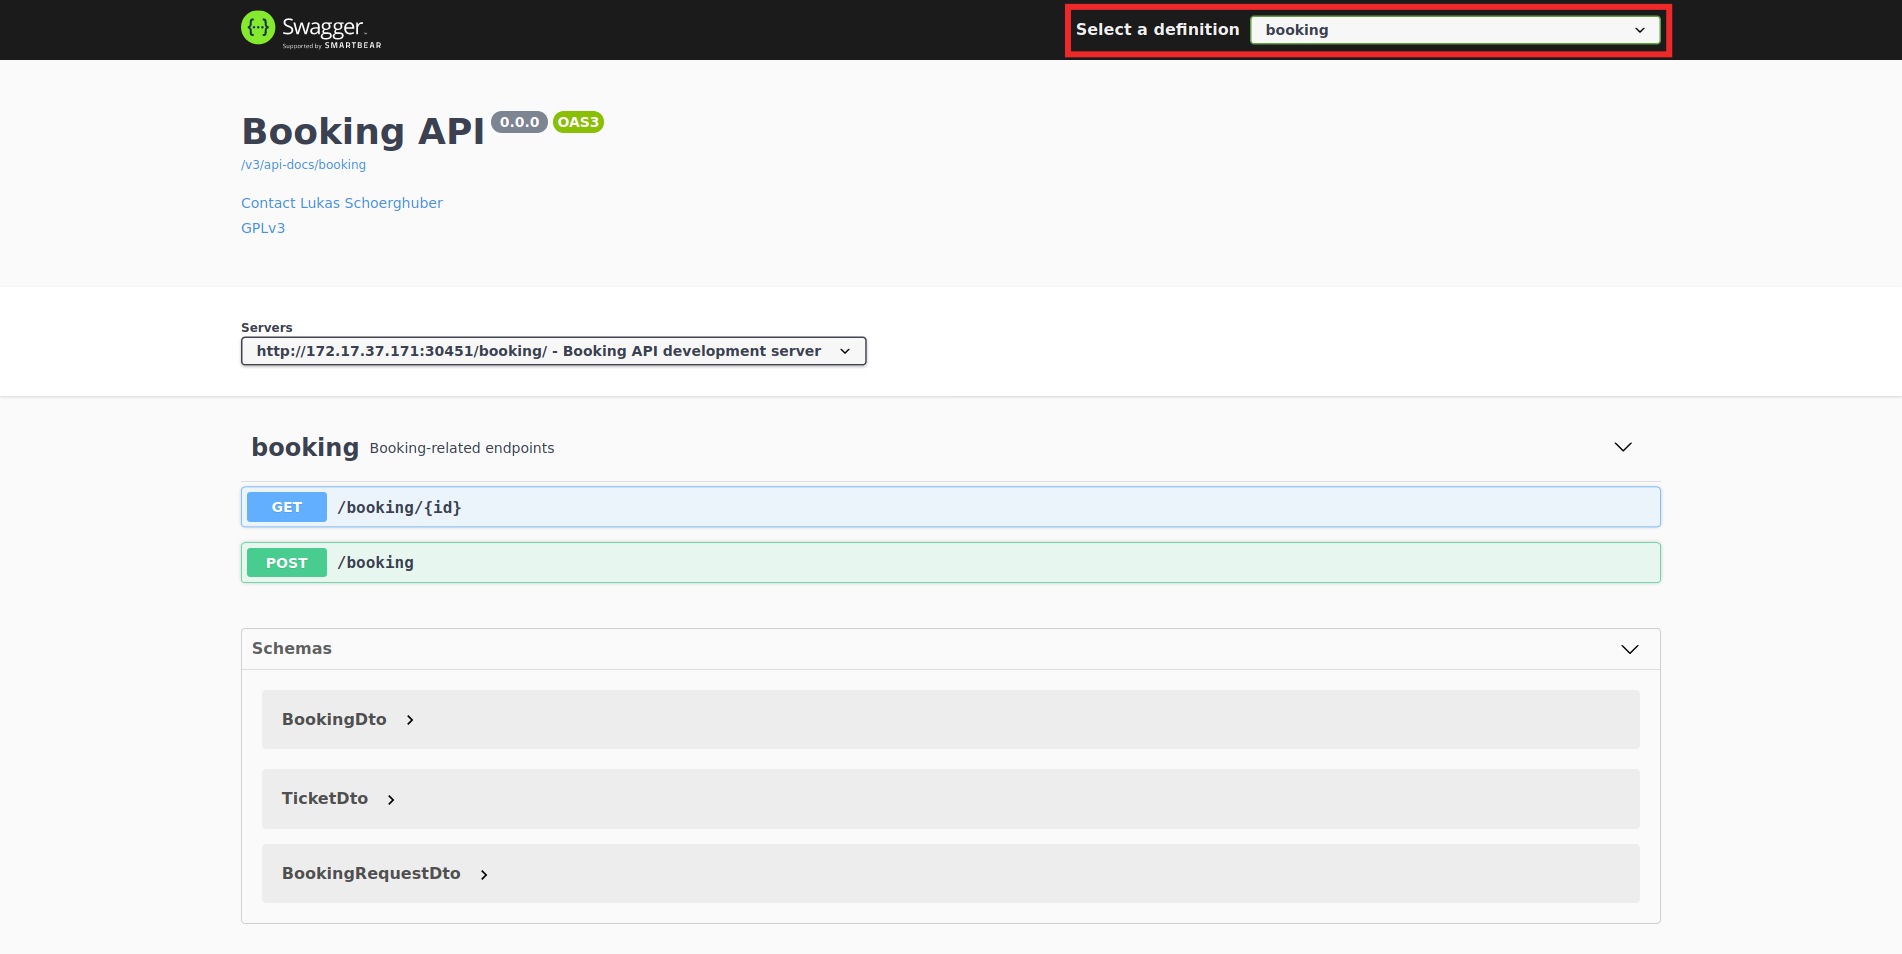 Swagger
Supported by SMARTBEAR
Select a definition
booking
Booking API 0.0.0 OAS3
/v3/api-docs/booking
Contact Lukas Schoerghuber
GPLv3
Servers
http://172.17.37.171:30451/booking/ - Booking API development server
booking Booking-related endpoints
GET /booking/{id}
POST /booking
Schemas
BookingDto
TicketDto
BookingRequestDto